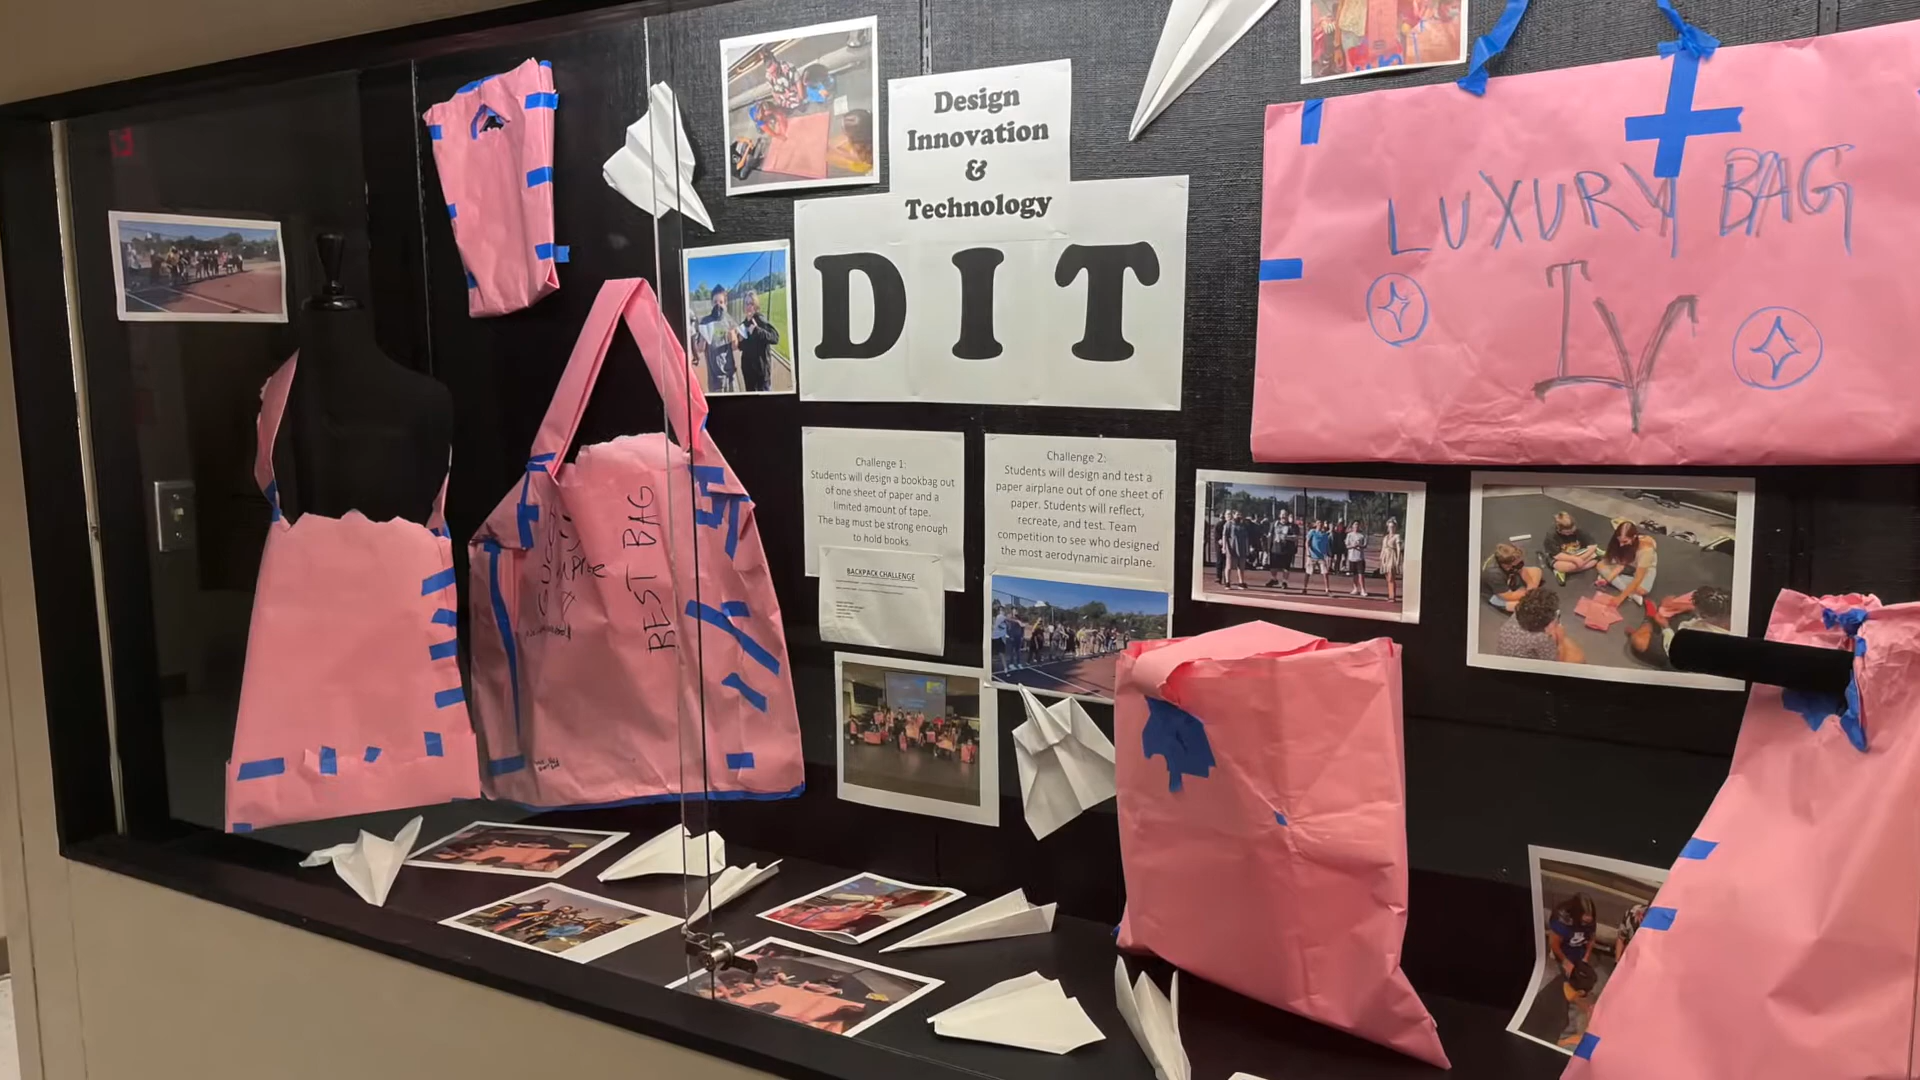 Design
Innovation
&
Technology
DIT
LUXURY BAG
IV
Challenge 1:
Students will design a bookbag out
of one sheet of paper and a
limited amount of tape.
The bag must be strong enough
to hold books.
BACKPACK CHALLENGE
Challenge 2:
Students will design and test a
paper airplane out of one sheet of
paper. Students will reflect,
recreate, and test. Team
competition to see who designed
the most aerodynamic airplane.
BEST BAG